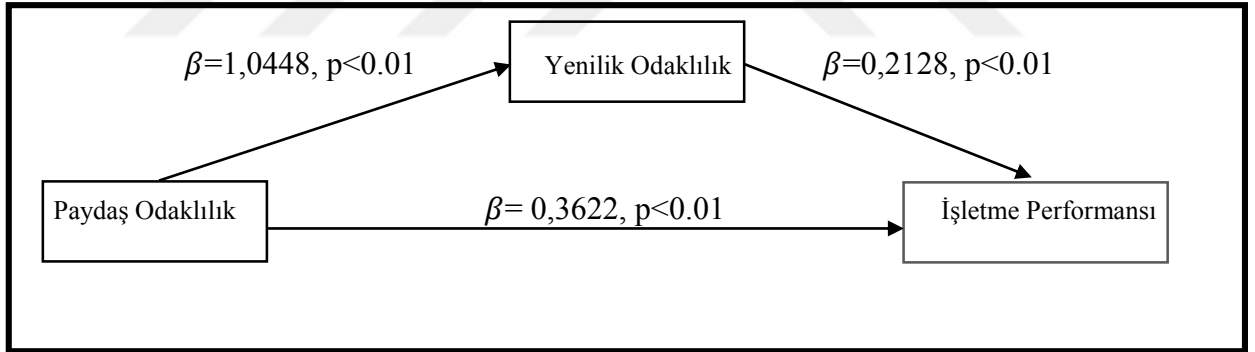 𝛽=1,0448, p<0.01
Yenilik Odaklılık
𝛽=0,2128, p<0.01
Paydaş Odaklılık
𝛽= 0,3622, p<0.01
İşletme Performansı